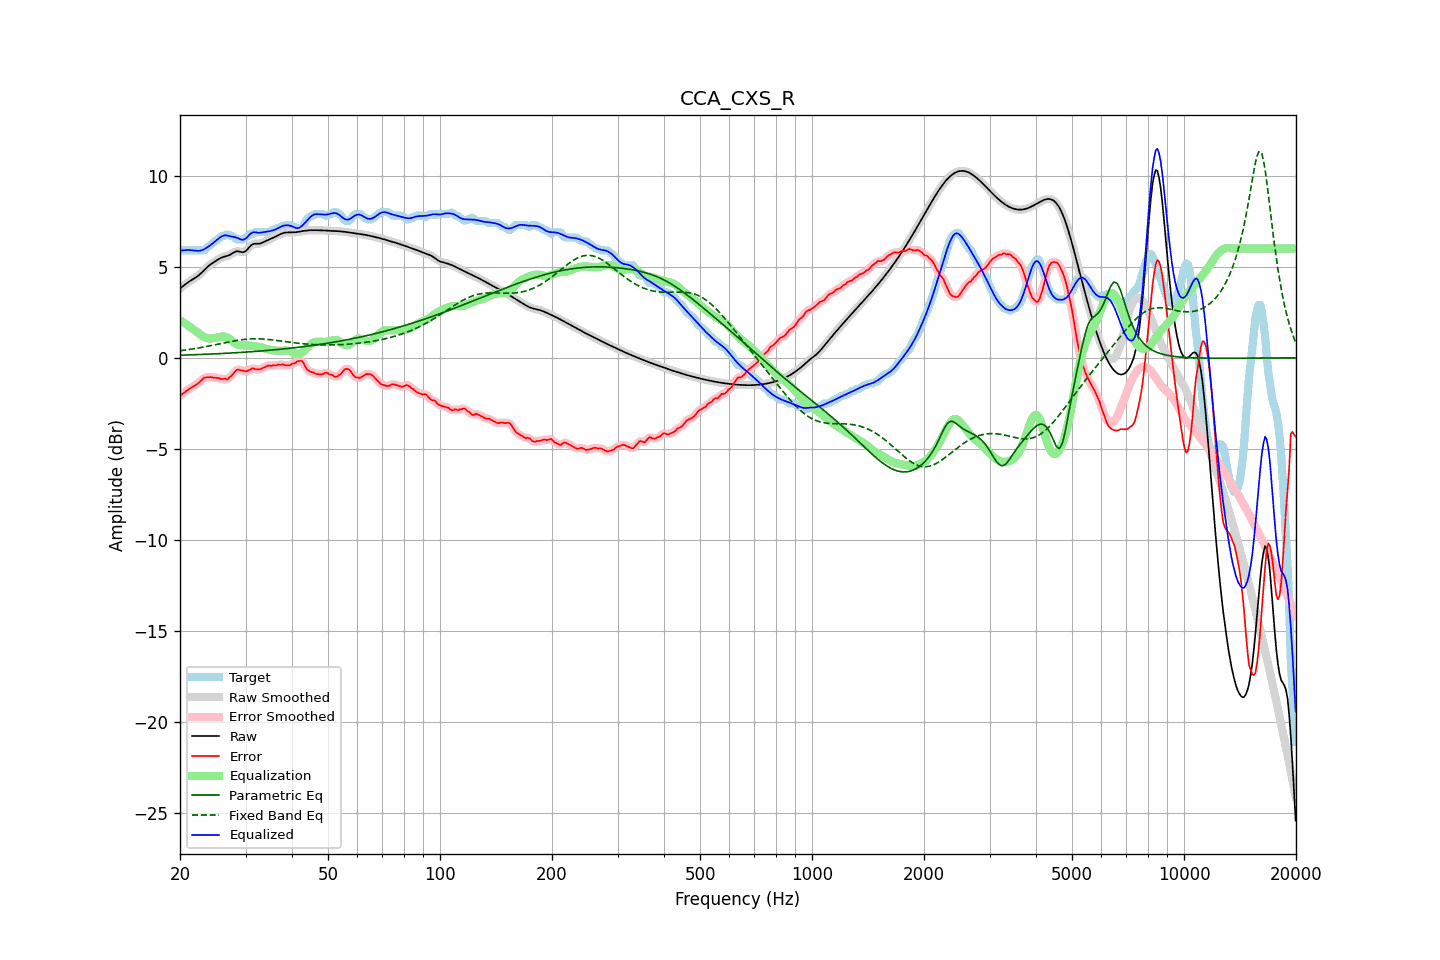 CCA_CXS_R
Amplitude (dBr)
10
5
0
−5
−10
−15
−20
−25
Target
Raw Smoothed
Error Smoothed
Raw
Error
Equalization
Parametric Eq
Fixed Band Eq
Equalized
20 50 100 200 500 1000 2000 5000 10000 20000
Frequency (Hz)